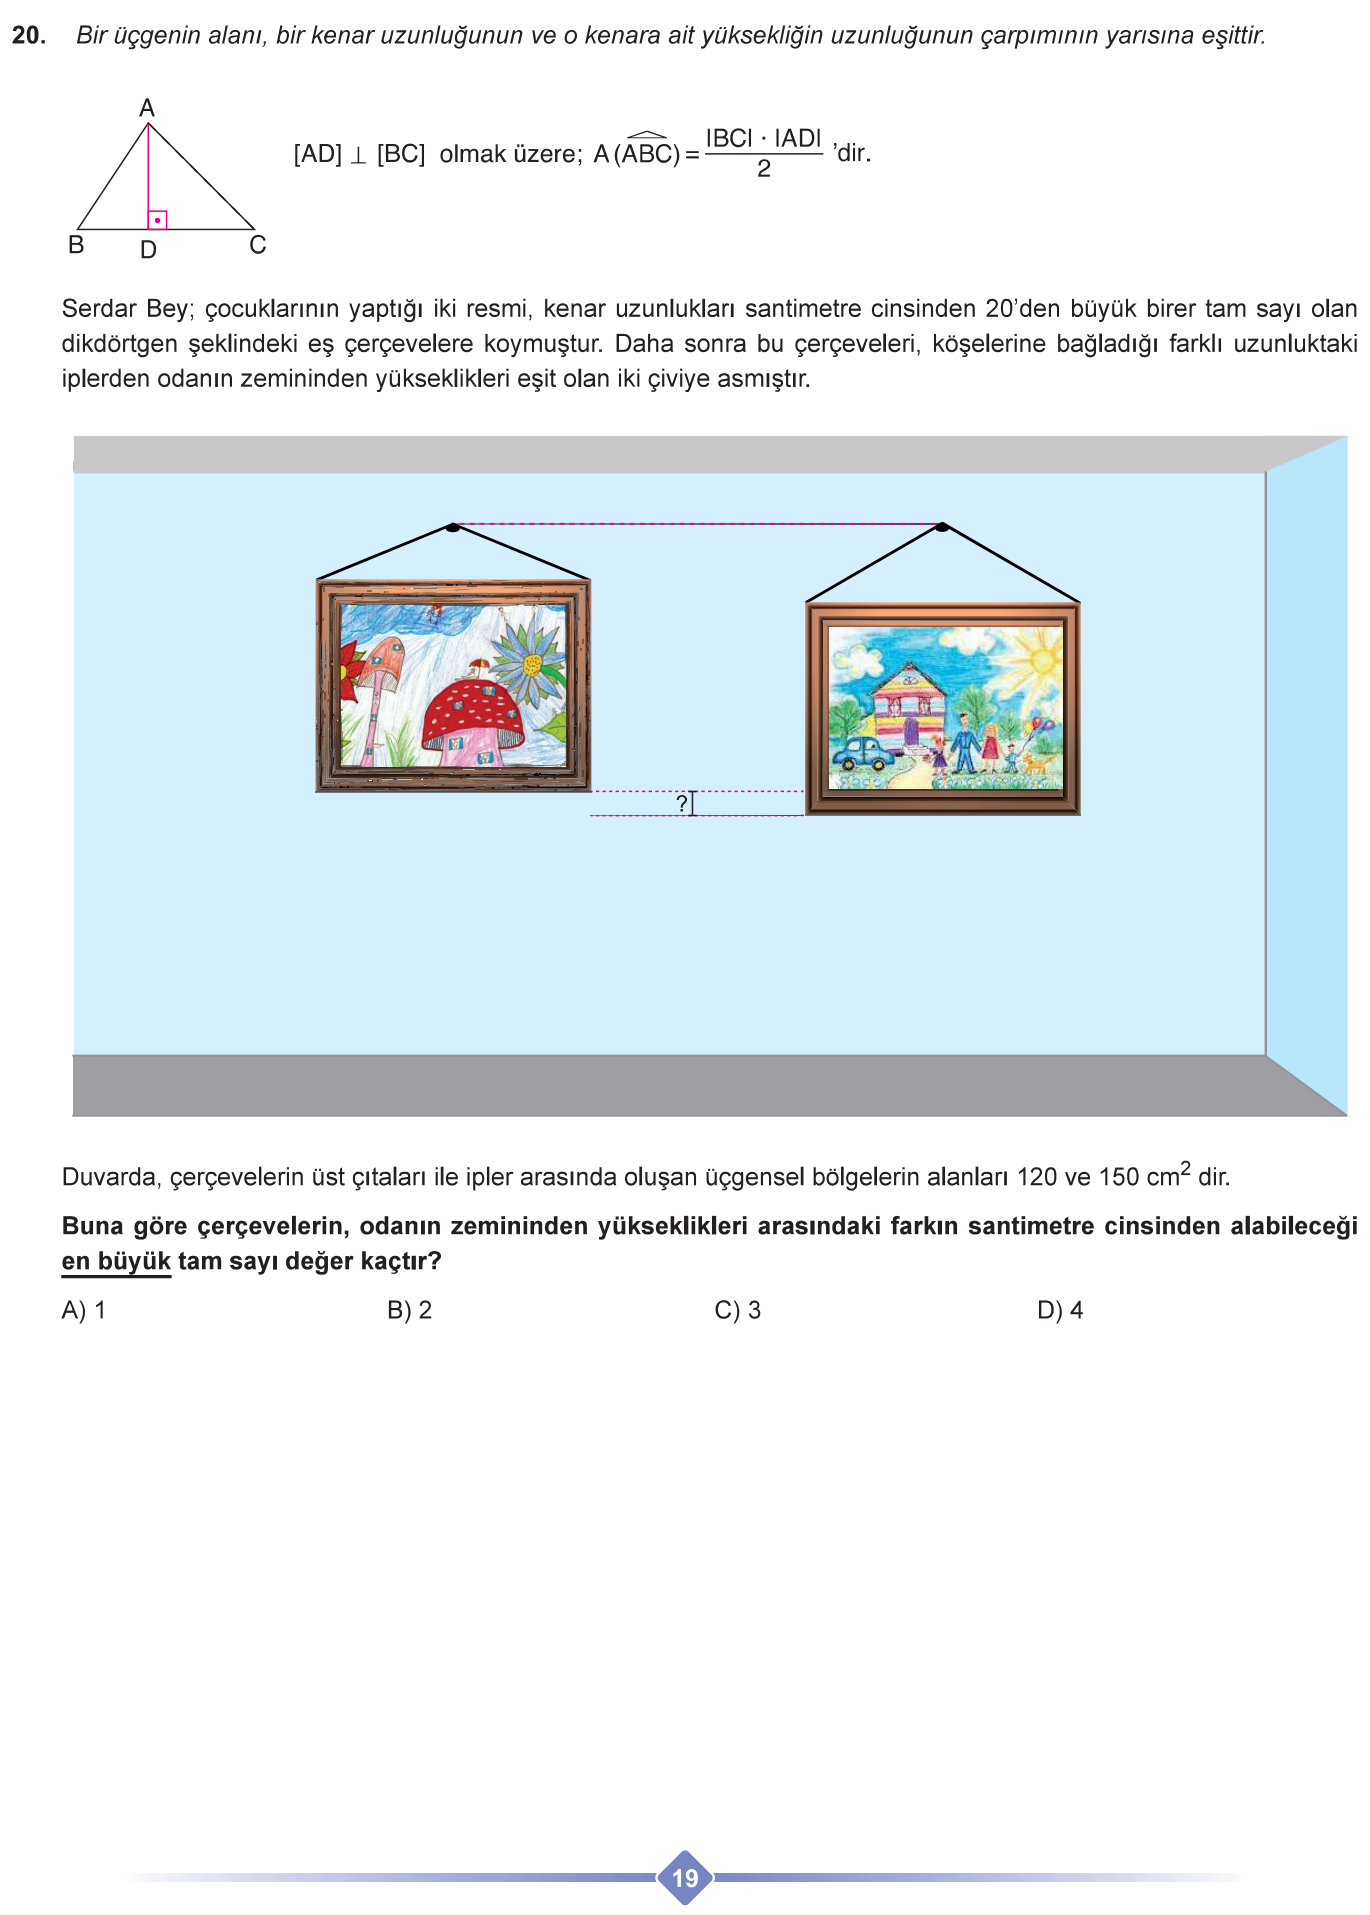 20. Bir üçgenin alanı, bir kenar uzunluğunun ve o kenara ait yüksekliğin uzunluğunun çarpımının yarısına eşittir.
A
B
D
C
[AD] ⊥ [BC] olmak üzere; A(ABC) = |BC| · |AD| / 2 'dir.
Serdar Bey; çocuklarının yaptığı iki resmi, kenar uzunlukları santimetre cinsinden 20'den büyük birer tam sayı olan
dikdörtgen şeklindeki eş çerçevelere koymuştur. Daha sonra bu çerçeveleri, köşelerine bağladığı farklı uzunluktaki
iplerden odanın zemininden yükseklikleri eşit olan iki çiviye asmıştır.
?
Duvarda, çerçevelerin üst çıtaları ile ipler arasında oluşan üçgensel bölgelerin alanları 120 ve 150 cm² dir.
Buna göre çerçevelerin, odanın zemininden yükseklikleri arasındaki farkın santimetre cinsinden alabileceği
en büyük tam sayı değer kaçtır?
A) 1 B) 2 C) 3 D) 4
19